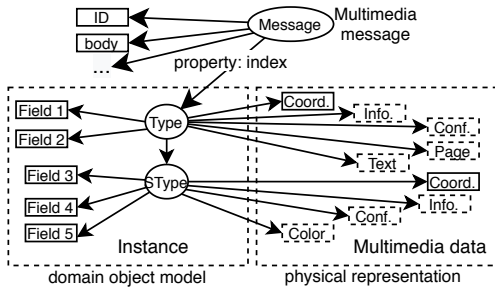 ID
Message
Multimedia
message
body
...
property: index
Field 1
Type
Coord.
Info.
Conf.
Field 2
Page
Text
Field 3
SType
Coord.
Info.
Field 4
Conf.
Field 5
Color
Instance
Multimedia data
domain object model
physical representation